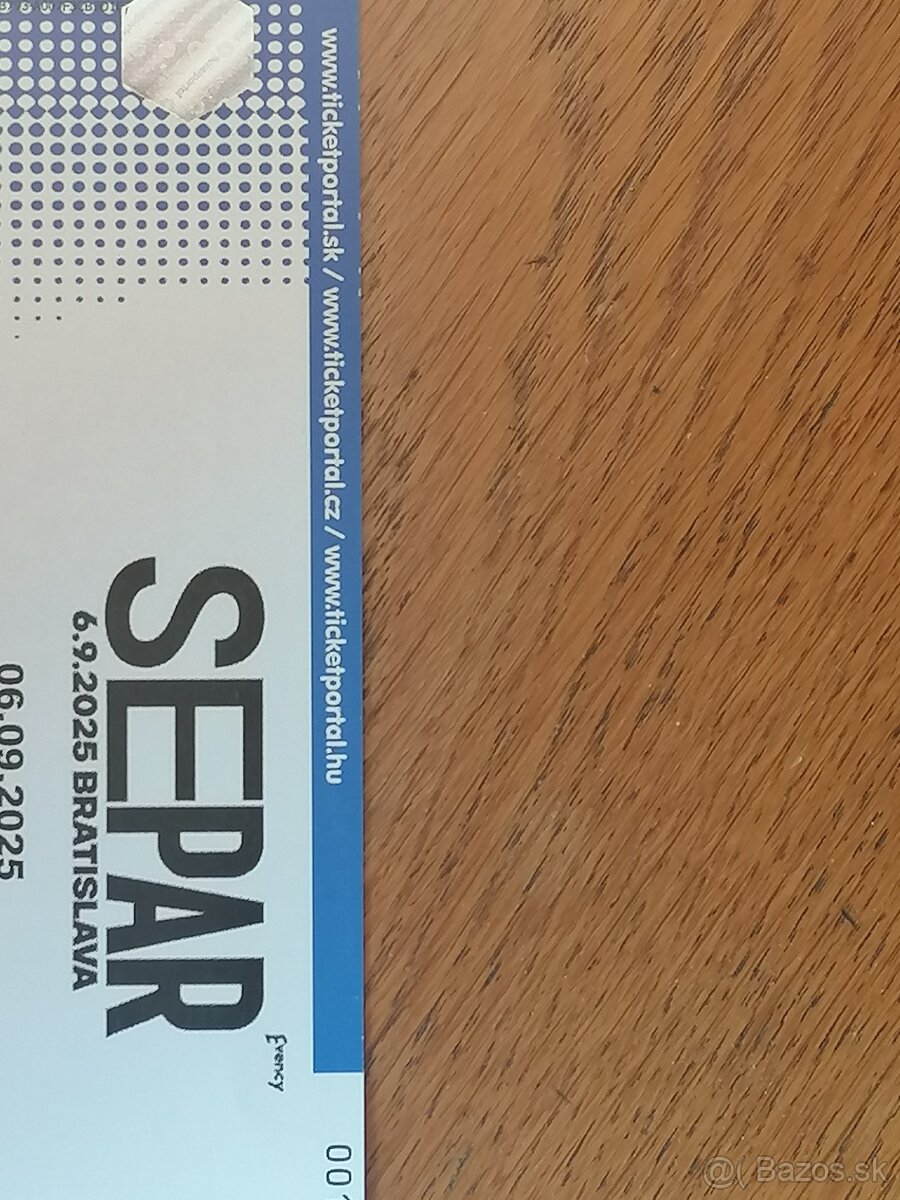 www.ticketportal.sk / www.ticketportal.cz / www.ticketportal.hu
Evency
SEPAR
6.9.2025 BRATISLAVA
06.09.2025
00
@( Bazos.sk